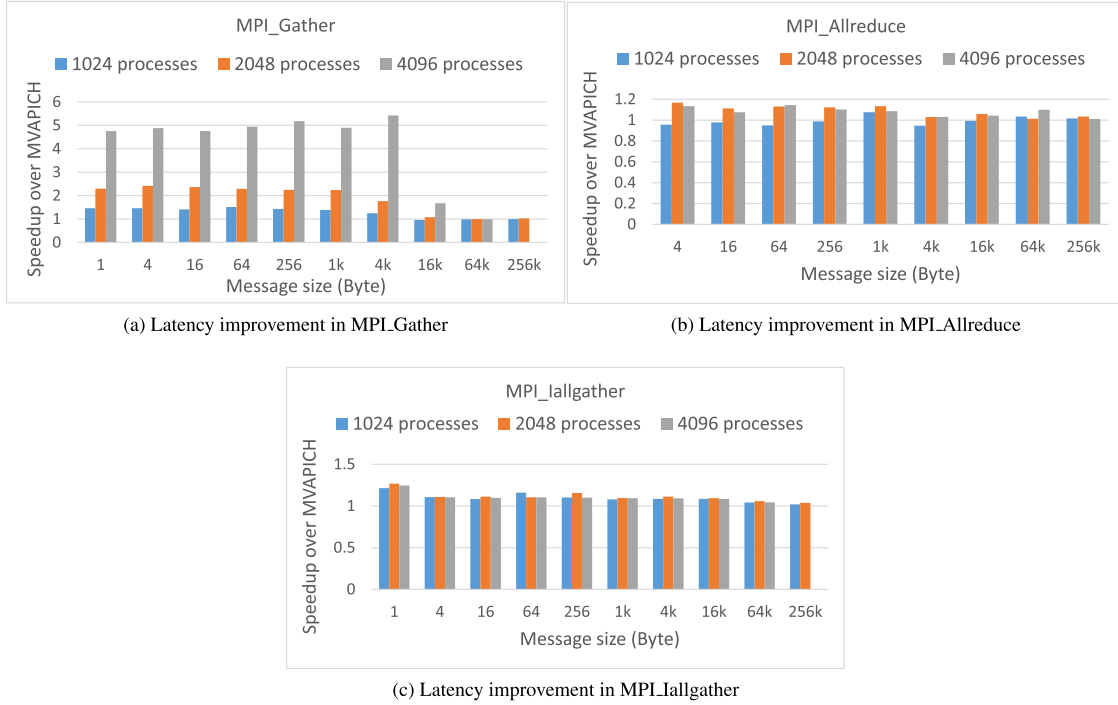 MPI_Gather
1024 processes 2048 processes 4096 processes
Speedup over MVAPICH
6
5
4
3
2
1
0
1 4 16 64 256 1k 4k 16k 64k 256k
Message size (Byte)
(a) Latency improvement in MPI_Gather
MPI_Allreduce
1024 processes 2048 processes 4096 processes
Speedup over MVAPICH
1.2
1
0.8
0.6
0.4
0.2
0
4 16 64 256 1k 4k 16k 64k 256k
Message size (Byte)
(b) Latency improvement in MPI_Allreduce
MPI_Iallgather
1024 processes 2048 processes 4096 processes
Speedup over MVAPICH
1.5
1
0.5
0
1 4 16 64 256 1k 4k 16k 64k 256k
Message size (Byte)
(c) Latency improvement in MPI_Iallgather